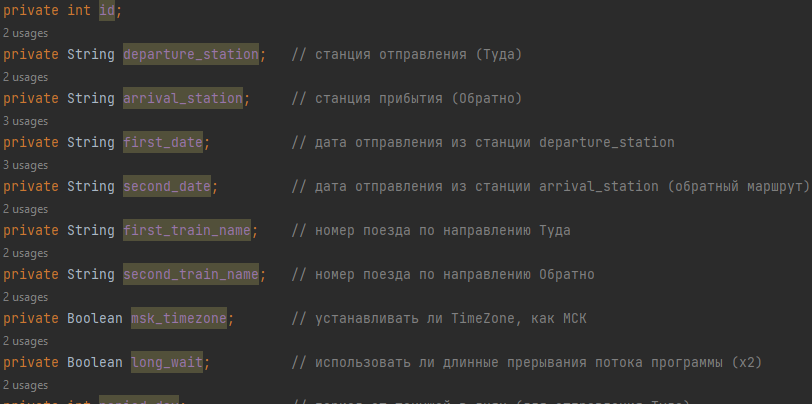 private int id;
2 usages
private String departure_station;   // станция отправления (Туда)
2 usages
private String arrival_station;     // станция прибытия (Обратно)
3 usages
private String first_date;          // дата отправления из станции departure_station
3 usages
private String second_date;         // дата отправления из станции arrival_station (обратный маршрут)
2 usages
private String first_train_name;    // номер поезда по направлению Туда
2 usages
private String second_train_name;   // номер поезда по направлению Обратно
2 usages
private Boolean msk_timezone;       // устанавливать ли TimeZone, как МСК
2 usages
private Boolean long_wait;          // использовать ли длинные прерывания потока программы (x2)
2 usages
private int